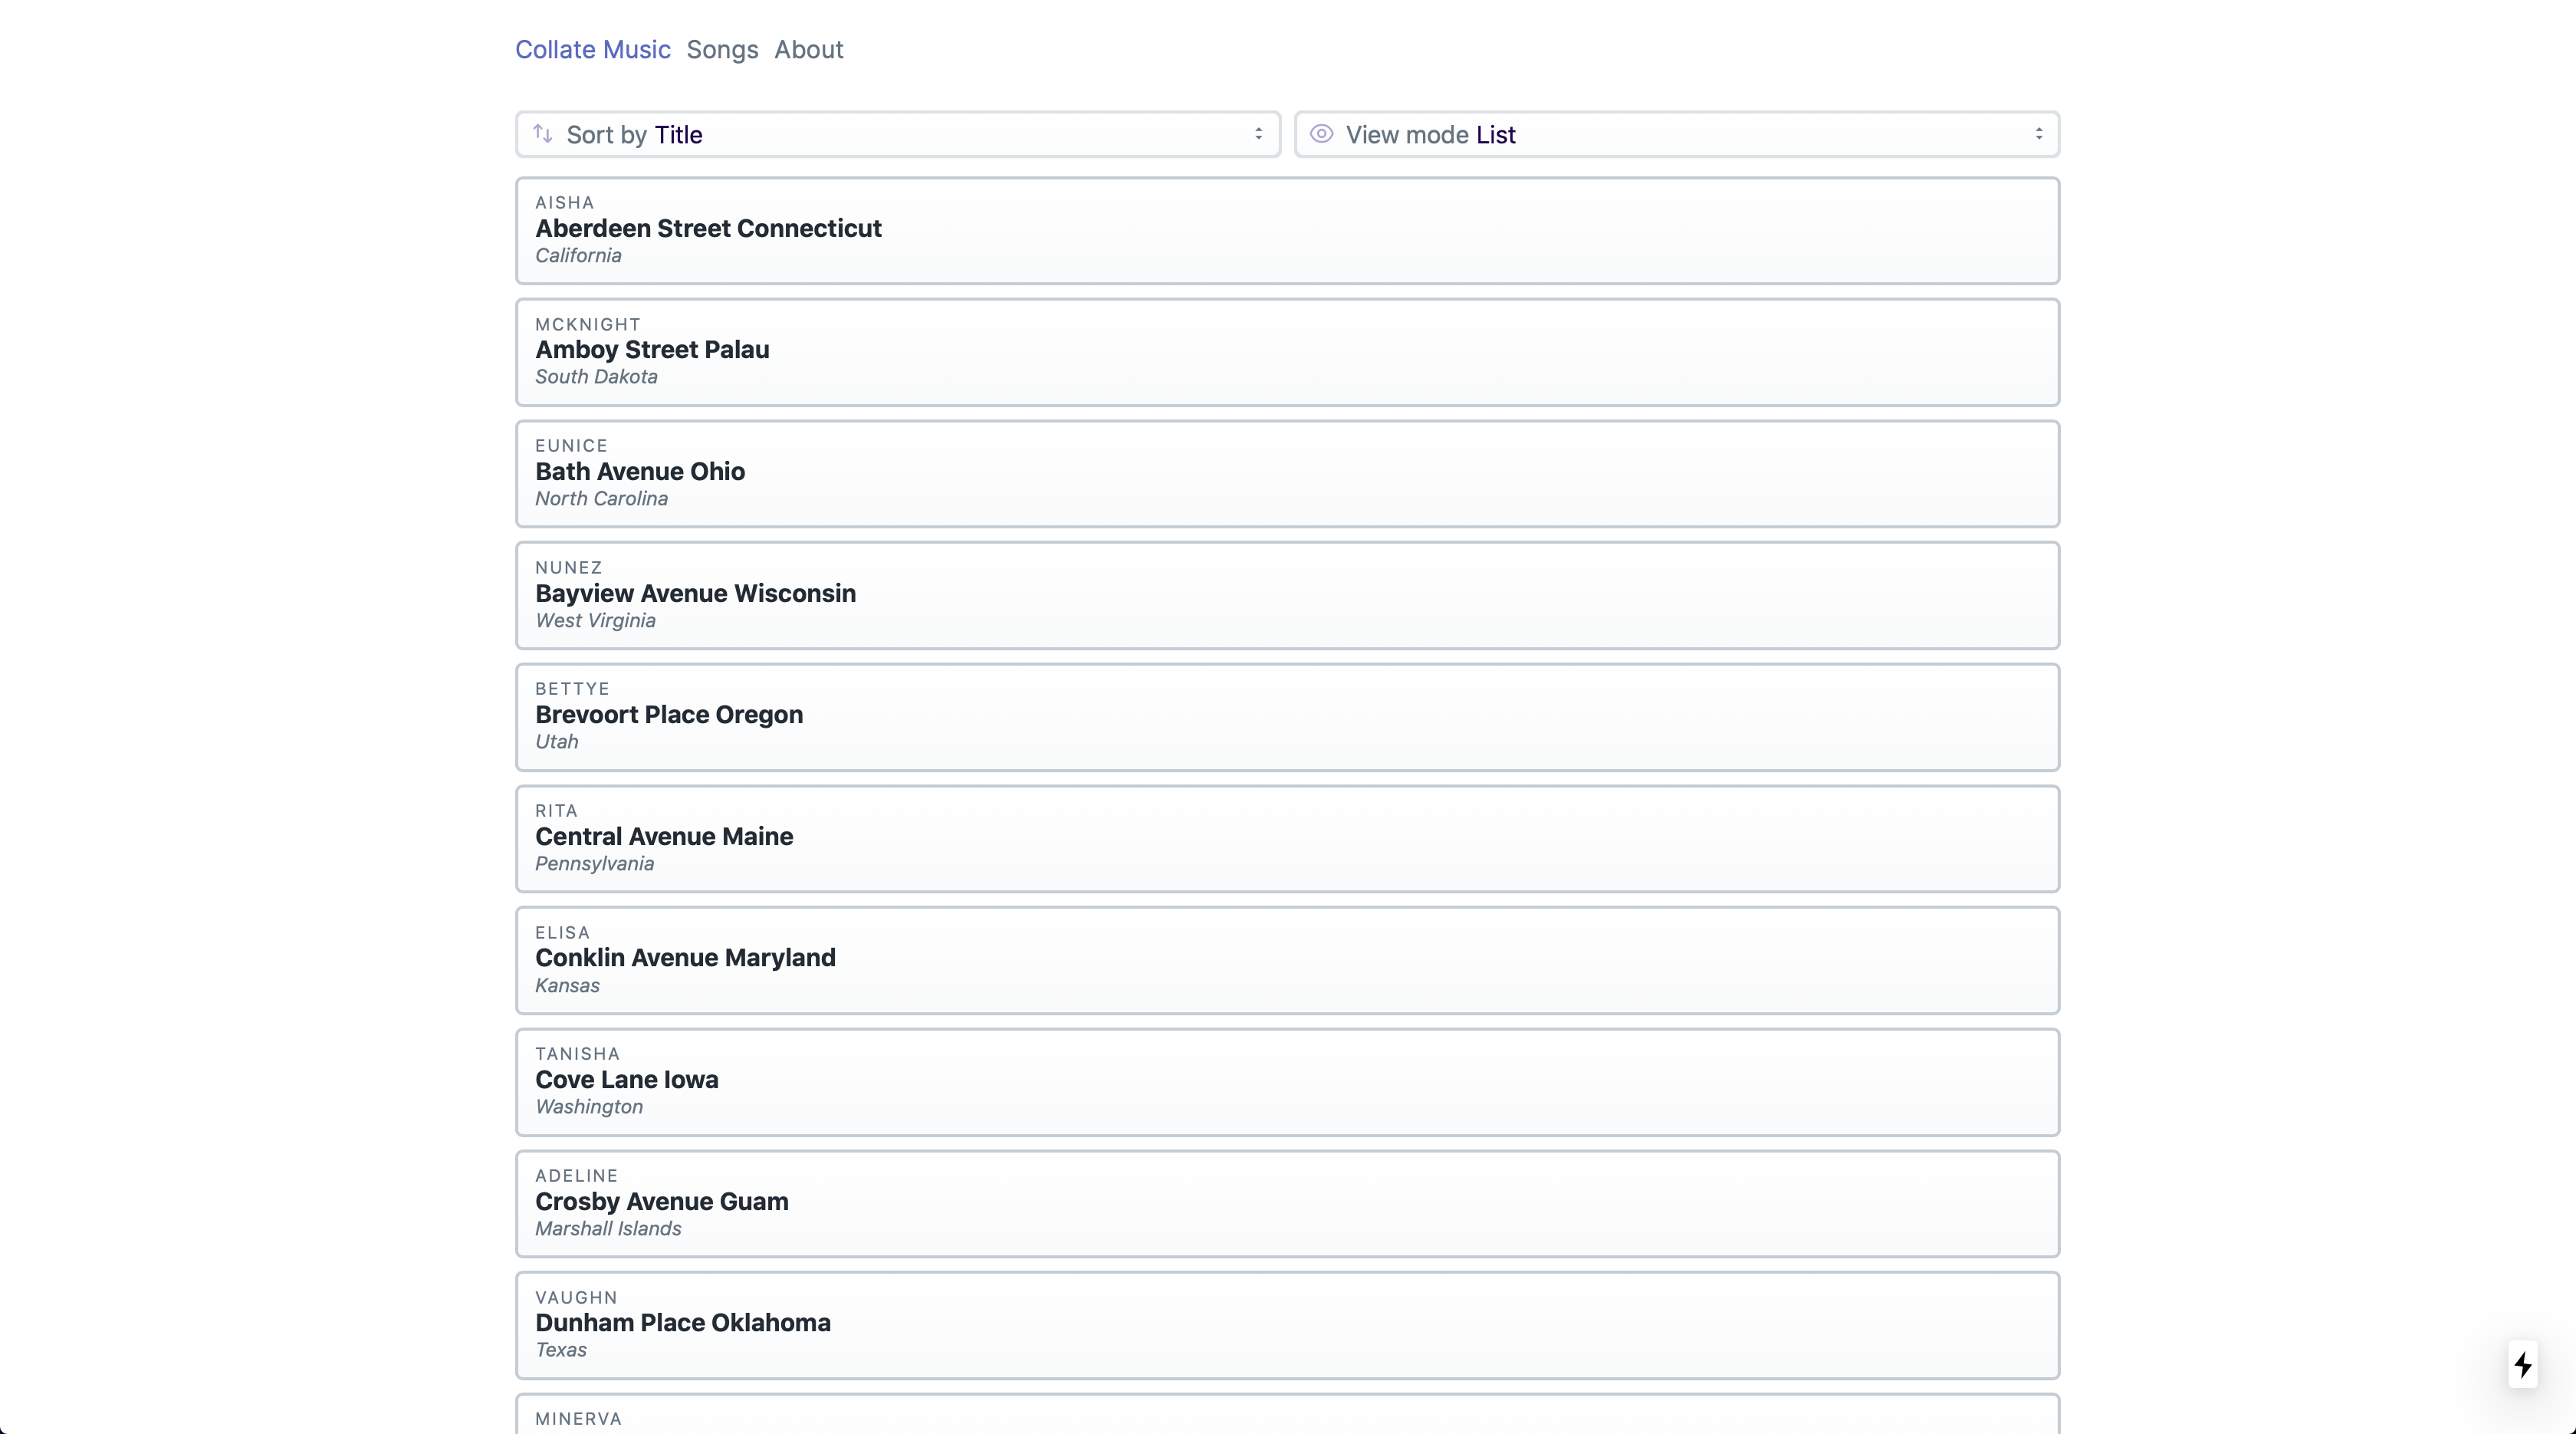 Collate Music Songs About
Sort by Title
View mode List
AISHA
Aberdeen Street Connecticut
California
MCKNIGHT
Amboy Street Palau
South Dakota
EUNICE
Bath Avenue Ohio
North Carolina
NUNEZ
Bayview Avenue Wisconsin
West Virginia
BETTYE
Brevoort Place Oregon
Utah
RITA
Central Avenue Maine
Pennsylvania
ELISA
Conklin Avenue Maryland
Kansas
TANISHA
Cove Lane Iowa
Washington
ADELINE
Crosby Avenue Guam
Marshall Islands
VAUGHN
Dunham Place Oklahoma
Texas
MINERVA